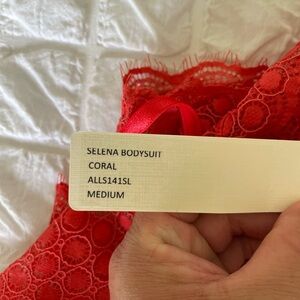 SELENA BODYSUIT
CORAL
ALLS141SL
MEDIUM